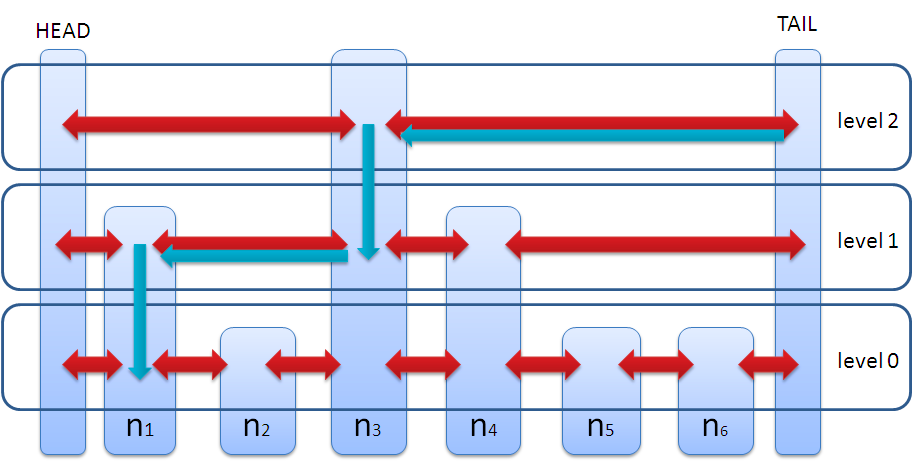 HEAD
TAIL
level 2
level 1
level 0
n1 n2 n3 n4 n5 n6